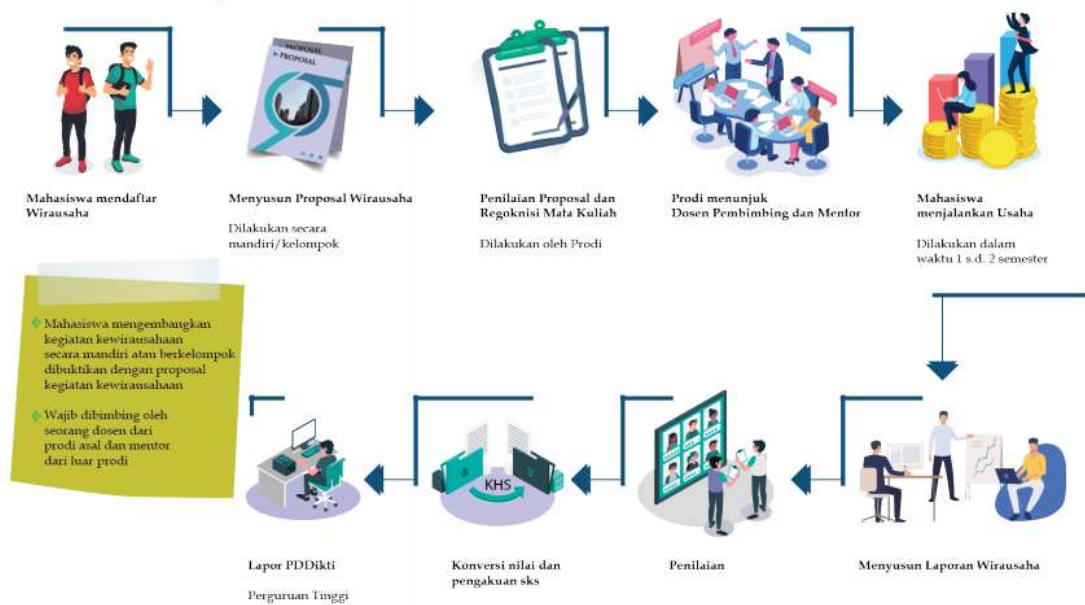 PROPOSAL
PROPOSAL
Mahasiswa mendaftar
Wirausaha
Menyusun Proposal Wirausaha
Dilakukan secara
mandiri/kelompok
Penilaian Proposal dan
Regoknisi Mata Kuliah
Dilakukan oleh Prodi
Prodi menunjuk
Dosen Pembimbing dan Mentor
Mahasiswa
menjalankan Usaha
Dilakukan dalam
waktu 1 s.d. 2 semester
Mahasiswa mengembangkan
kegiatan kewirausahaan
secara mandiri atau berkelompok
dibuktikan dengan proposal
kegiatan kewirausahaan
Wajib dibimbing oleh
seorang dosen dari
prodi asal dan mentor
dari luar prodi
KHS
Lapor PDDikti
Perguruan Tinggi
Konversi nilai dan
pengakuan sks
Penilaian
Menyusun Laporan Wirausaha